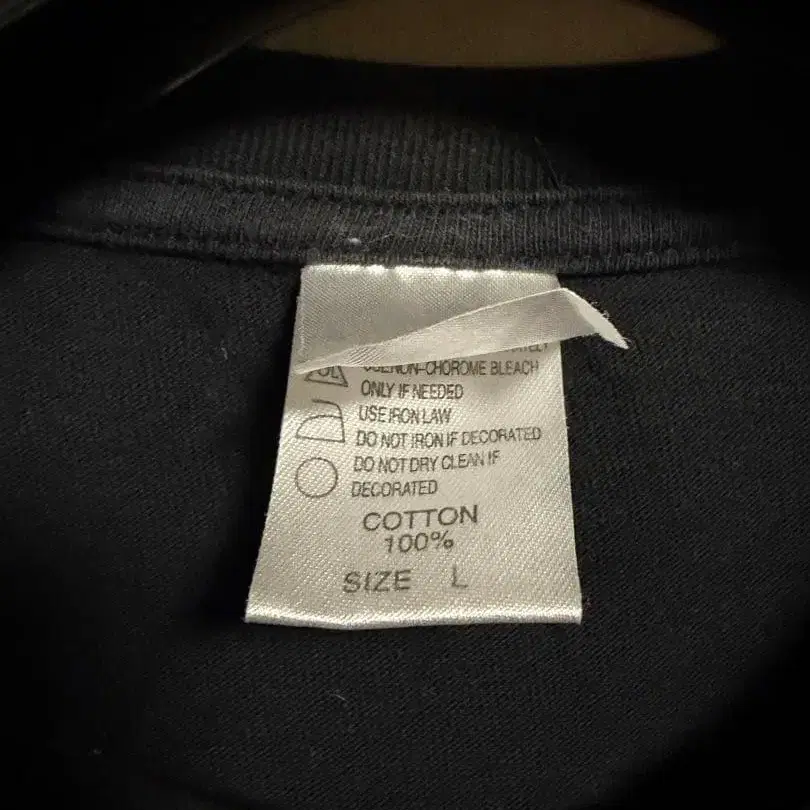 USE NON-CHOROME BLEACH
ONLY IF NEEDED
USE IRON LAW
DO NOT IRON IF DECORATED
DO NOT DRY CLEAN IF
DECORATED
COTTON
100%
SIZE L